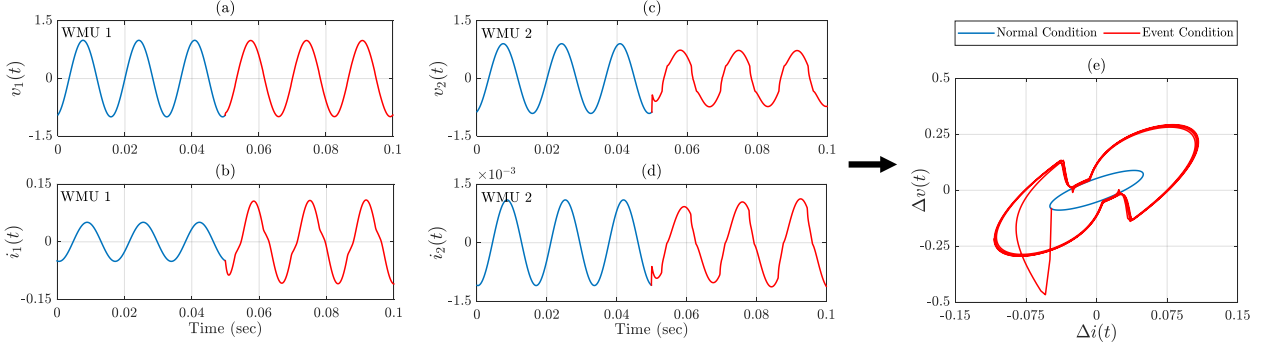 (a)
1.5
WMU 1
v₁(t)
0
-1.5
0 0.02 0.04 0.06 0.08 0.1
(b)
0.15
WMU 1
i₁(t)
0
-0.15
0 0.02 0.04 0.06 0.08 0.1
Time (sec)
(c)
1.5
WMU 2
v₂(t)
0
-1.5
0 0.02 0.04 0.06 0.08 0.1
(d)
×10⁻³
1.5
WMU 2
i₂(t)
0
-1.5
0 0.02 0.04 0.06 0.08 0.1
Time (sec)
Normal Condition Event Condition
(e)
0.5
0.25
Δv(t)
0
-0.25
-0.5
-0.15 -0.075 0 0.075 0.15
Δi(t)